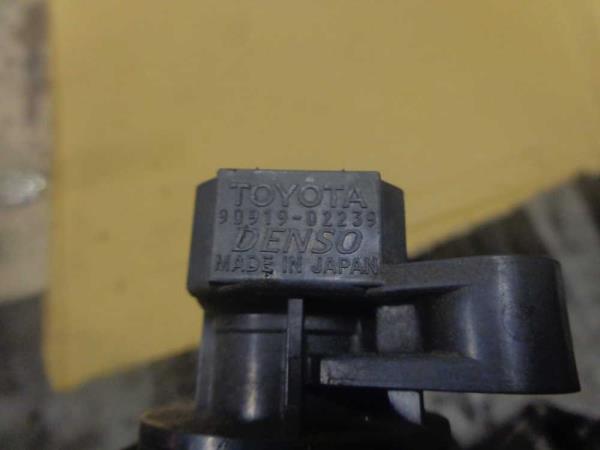 TOYOTA
90919-02239
DENSO
MADE IN JAPAN